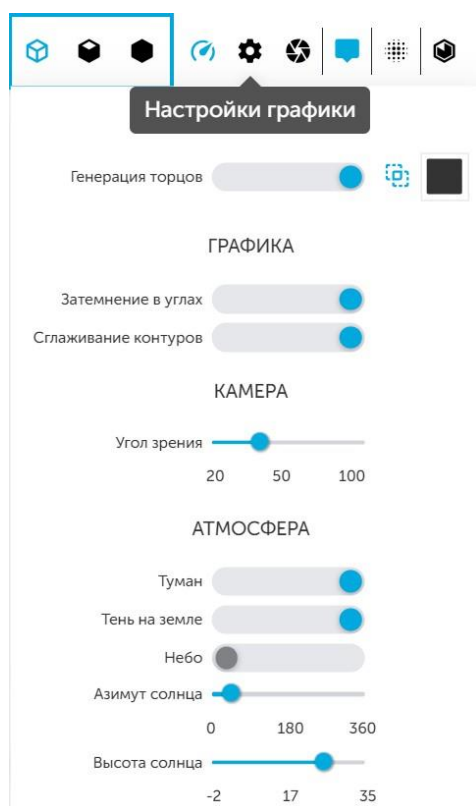 Настройки графики
Генерация торцов
ГРАФИКА
Затемнение в углах
Сглаживание контуров
КАМЕРА
Угол зрения
20 50 100
АТМОСФЕРА
Туман
Тень на земле
Небо
Азимут солнца
0 180 360
Высота солнца
-2 17 35